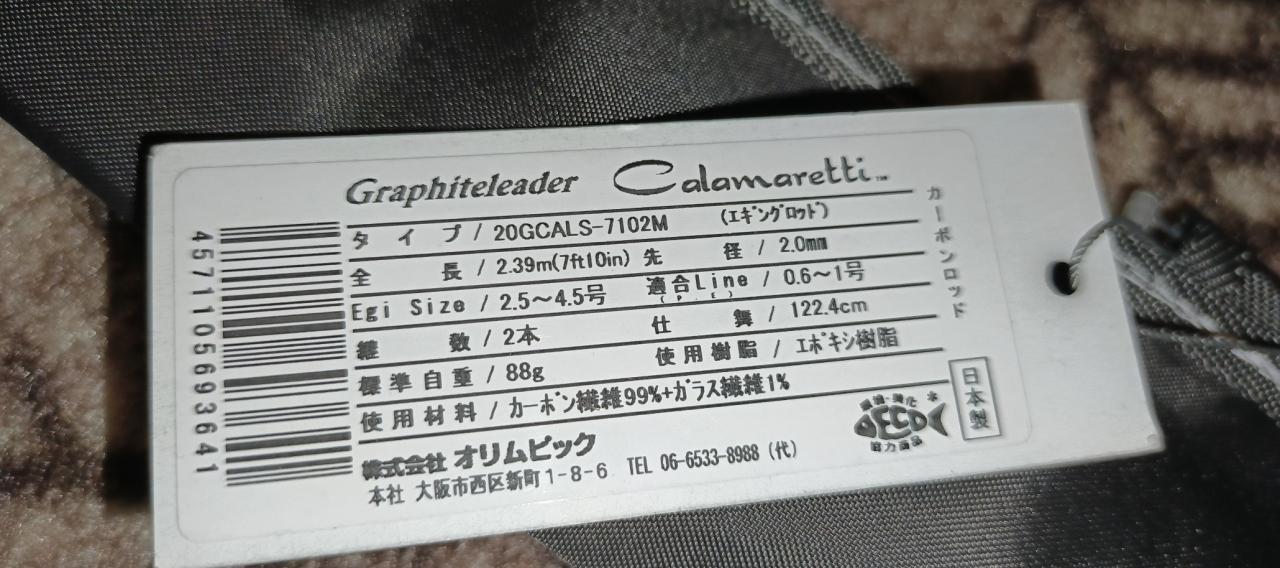 Graphiteleader Calamaretti™
タイプ / 20GCALS-7102M (エギングロッド)
全長 / 2.39m(7ft10in) 先径 / 2.0mm
Egi Size / 2.5〜4.5号 適合Line / 0.6〜1号
(P.E)
継数 / 2本 仕舞 / 122.4cm
標準自重 / 88g 使用樹脂 / エポキシ樹脂
使用材料 / カーボン繊維99%+ガラス繊維1%
株式会社 オリムピック
本社 大阪市西区新町1-8-6 TEL 06-6533-8988 (代)
カーボンロッド
日本製
ECO
協力商品
4571105693641